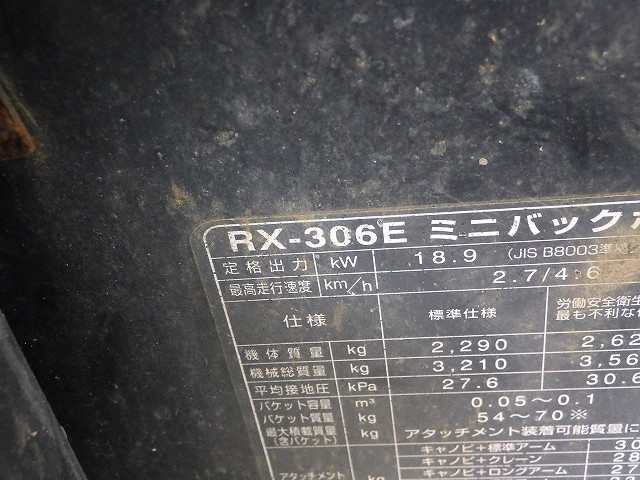 RX-306E ミニバック
定格出力 kW 18.9 (JIS B8003準
最高走行速度 km/h 2.7/4.6
仕様 標準仕様 労働安全衛生
最も不利な
機体質量 kg 2,290 2,62
機械総質量 kg 3,210 3,56
平均接地圧 kPa 27.6 30.6
バケット容量 m³ 0.05〜0.1
バケット質量 kg 54〜70※
最大積載質量 (含バケット) kg アタッチメント装着可能質量に
キャノピ+標準アーム 30
キャノピ+クレーン 28
アタッチメント kg キャノピ+ロングアーム 27